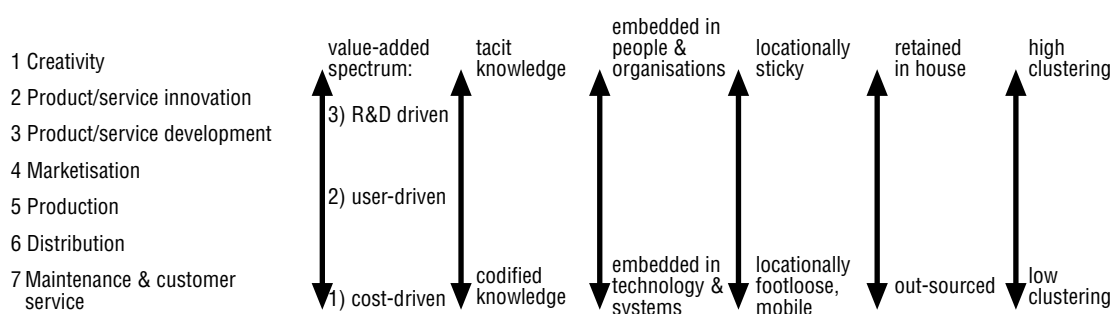 1 Creativity
2 Product/service innovation
3 Product/service development
4 Marketisation
5 Production
6 Distribution
7 Maintenance & customer
service
value-added
spectrum:
3) R&D driven
2) user-driven
1) cost-driven
tacit
knowledge
codified
knowledge
embedded in
people &
organisations
embedded in
technology &
systems
locationally
sticky
locationally
footloose,
mobile
retained
in house
out-sourced
high
clustering
low
clustering